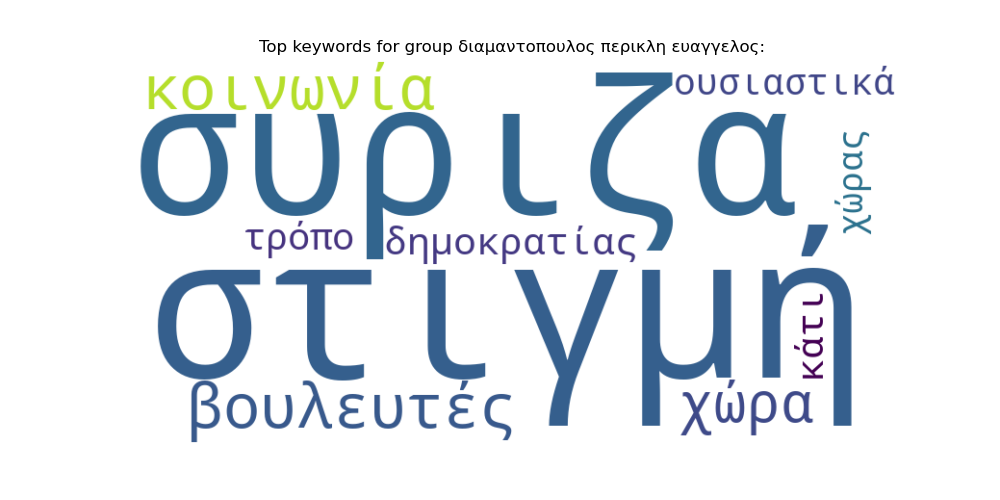 Top keywords for group διαμαντοπουλος περικλη ευαγγελος:
κοινωνία
ουσιαστικά
συριζα
χώρας
τρόπο
δημοκρατίας
στιγμή
κάτι
βουλευτές
χώρα